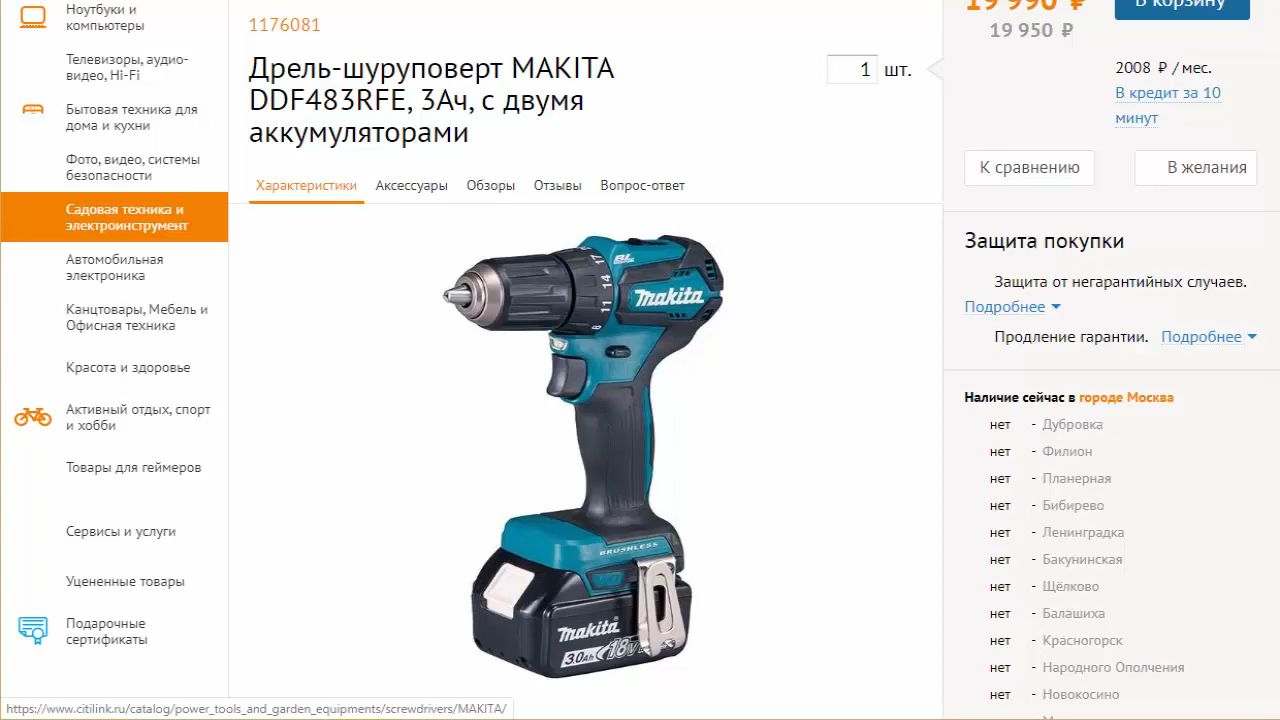 Ноутбуки и
компьютеры
Телевизоры, аудио-
видео, Hi-Fi
Бытовая техника для
дома и кухни
Фото, видео, системы
безопасности
Садовая техника и
электроинструмент
Автомобильная
электроника
Канцтовары, Мебель и
Офисная техника
Красота и здоровье
Активный отдых, спорт
и хобби
Товары для геймеров
Сервисы и услуги
Уцененные товары
Подарочные
сертификаты
1176081
Дрель-шуруповерт MAKITA
DDF483RFE, 3Ач, с двумя
аккумуляторами
1 шт.
Характеристики Аксессуары Обзоры Отзывы Вопрос-ответ
17
14
11
8
BL
Makita
BRUSHLESS
Makita
3.0Ah 18V
19 990 ₽
19 950 ₽
В корзину
2008 ₽ / мес.
В кредит за 10
минут
К сравнению
В желания
Защита покупки
Защита от негарантийных случаев.
Подробнее
Продление гарантии. Подробнее
Наличие сейчас в городе Москва
нет - Дубровка
нет - Филион
нет - Планерная
нет - Бибирево
нет - Ленинградка
нет - Бакунинская
нет - Щёлково
нет - Балашиха
нет - Красногорск
нет - Народного Ополчения
нет - Новокосино
https://www.citilink.ru/catalog/power_tools_and_garden_equipments/screwdrivers/MAKITA/